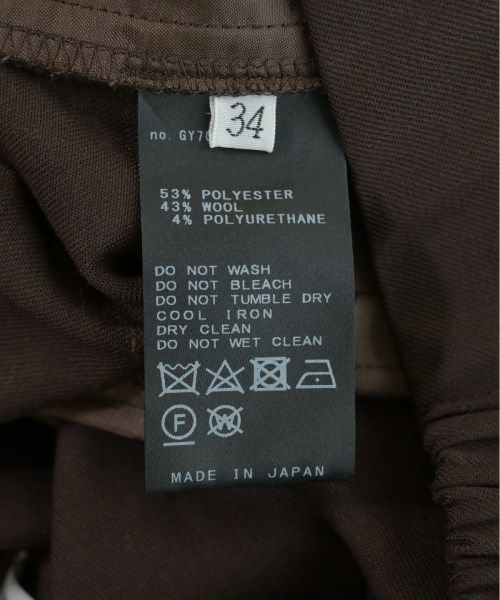 34
no. GY70
53% POLYESTER
43% WOOL
4% POLYURETHANE
DO NOT WASH
DO NOT BLEACH
DO NOT TUMBLE DRY
COOL IRON
DRY CLEAN
DO NOT WET CLEAN
F W
MADE IN JAPAN